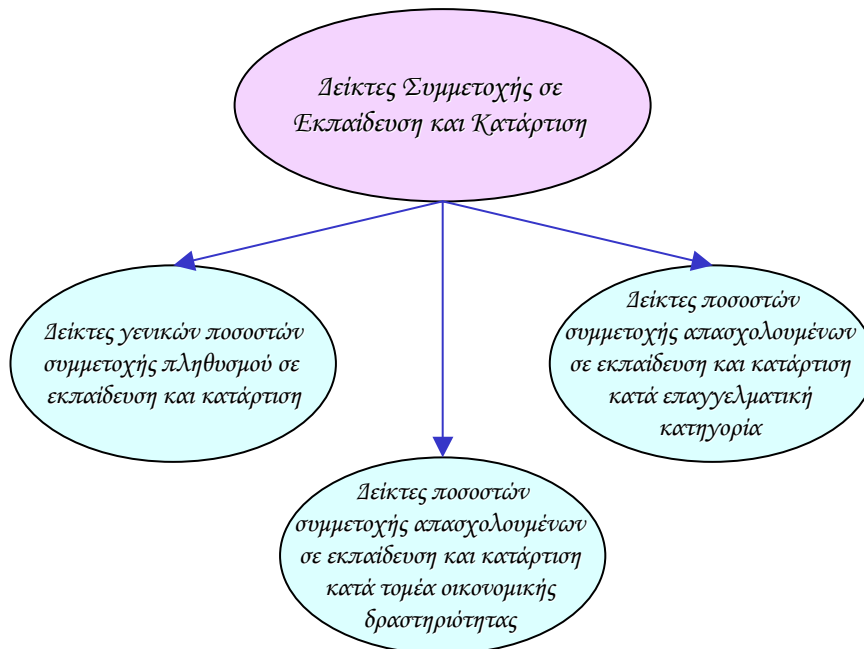 Δείκτες Συμμετοχής σε
Εκπαίδευση και Κατάρτιση
Δείκτες γενικών ποσοστών
συμμετοχής πληθυσμού σε
εκπαίδευση και κατάρτιση
Δείκτες ποσοστών
συμμετοχής απασχολουμένων
σε εκπαίδευση και κατάρτιση
κατά επαγγελματική
κατηγορία
Δείκτες ποσοστών
συμμετοχής απασχολουμένων
σε εκπαίδευση και κατάρτιση
κατά τομέα οικονομικής
δραστηριότητας